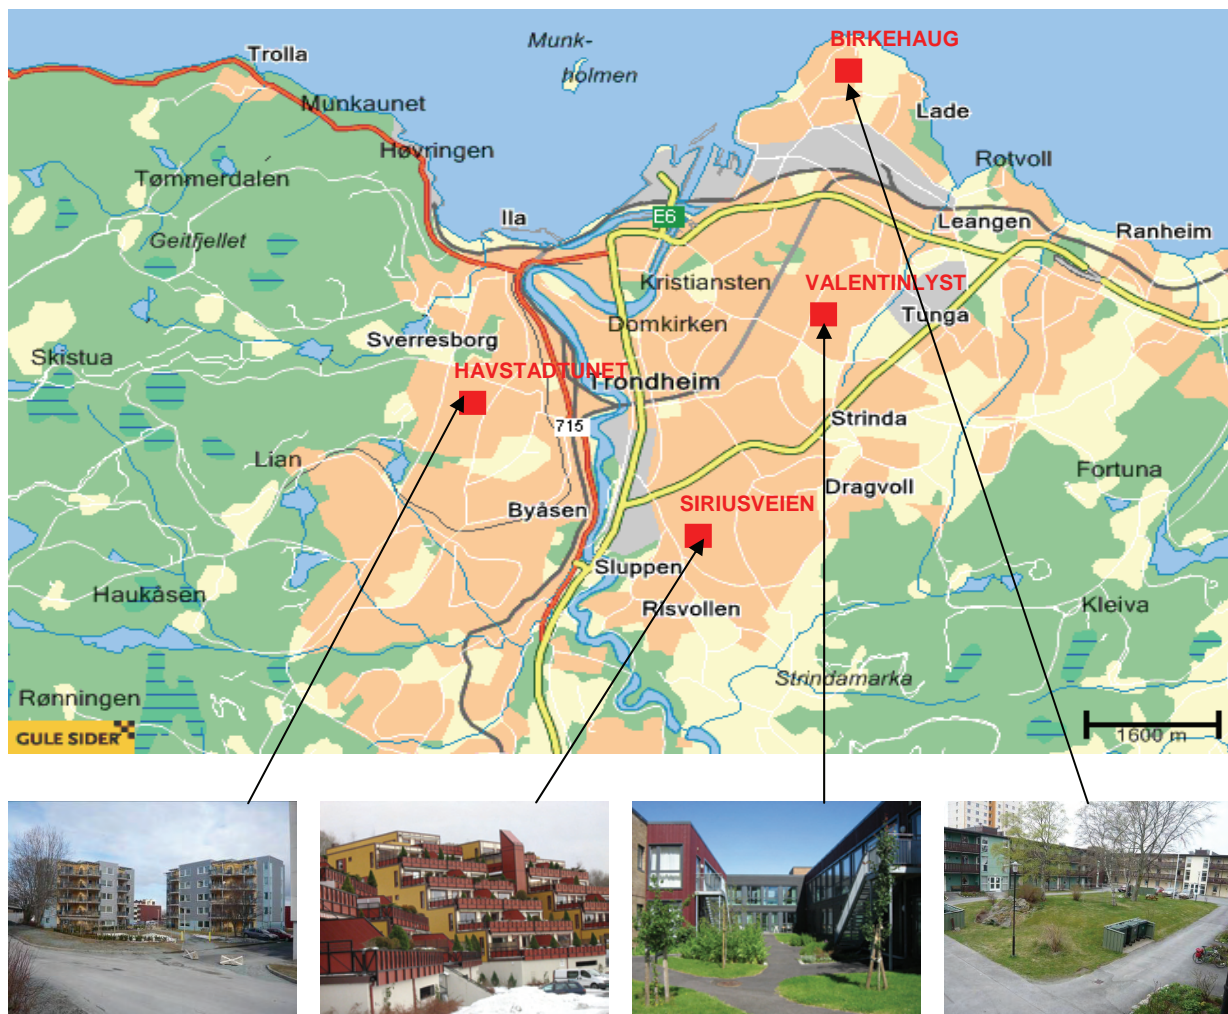 BIRKEHAUG
Munk-
holmen
Trolla
Munkaunet
Lade
Høvringen
Rotvoll
Tømmerdalen
Ila
E6
Leangen
Ranheim
Geitfjellet
Kristiansten
VALENTINLYST
Tunga
Domkirken
Sverresborg
Skistua
HAVSTADTUNET
Trondheim
715
Strinda
Lian
Fortuna
Dragvoll
Byåsen
SIRIUSVEIEN
Sluppen
Haukåsen
Risvollen
Kleiva
Strindamarka
Rønningen
GULE SIDER
1600 m